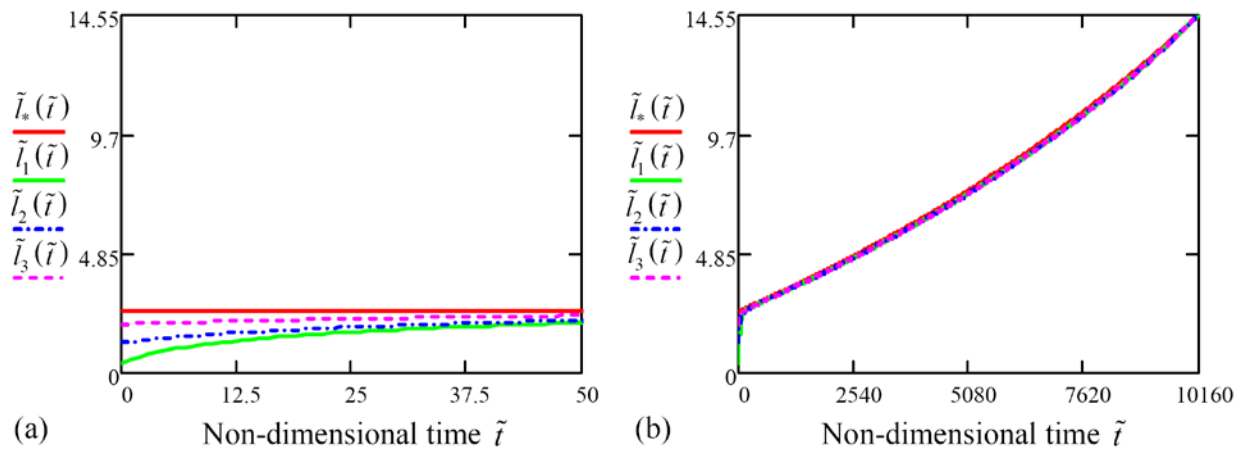 14.55
l̃*(t̃)
9.7
l̃1(t̃)
l̃2(t̃)
4.85
l̃3(t̃)
0
0 12.5 25 37.5 50
(a) Non-dimensional time t̃
14.55
l̃*(t̃)
9.7
l̃1(t̃)
l̃2(t̃)
4.85
l̃3(t̃)
0
0 2540 5080 7620 10160
(b) Non-dimensional time t̃